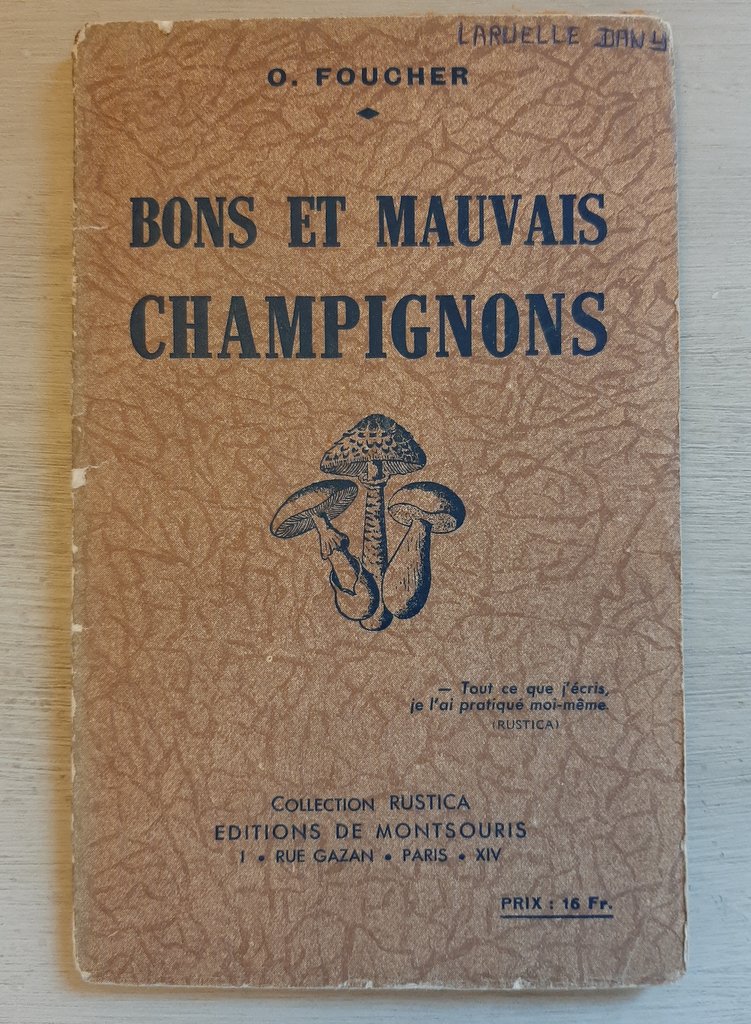 LARUELLE DANY
O. FOUCHER
BONS ET MAUVAIS
CHAMPIGNONS
— Tout ce que j'écris,
je l'ai pratiqué moi-même.
(RUSTICA)
COLLECTION RUSTICA
EDITIONS DE MONTSOURIS
1 • RUE GAZAN • PARIS • XIV
PRIX : 16 Fr.